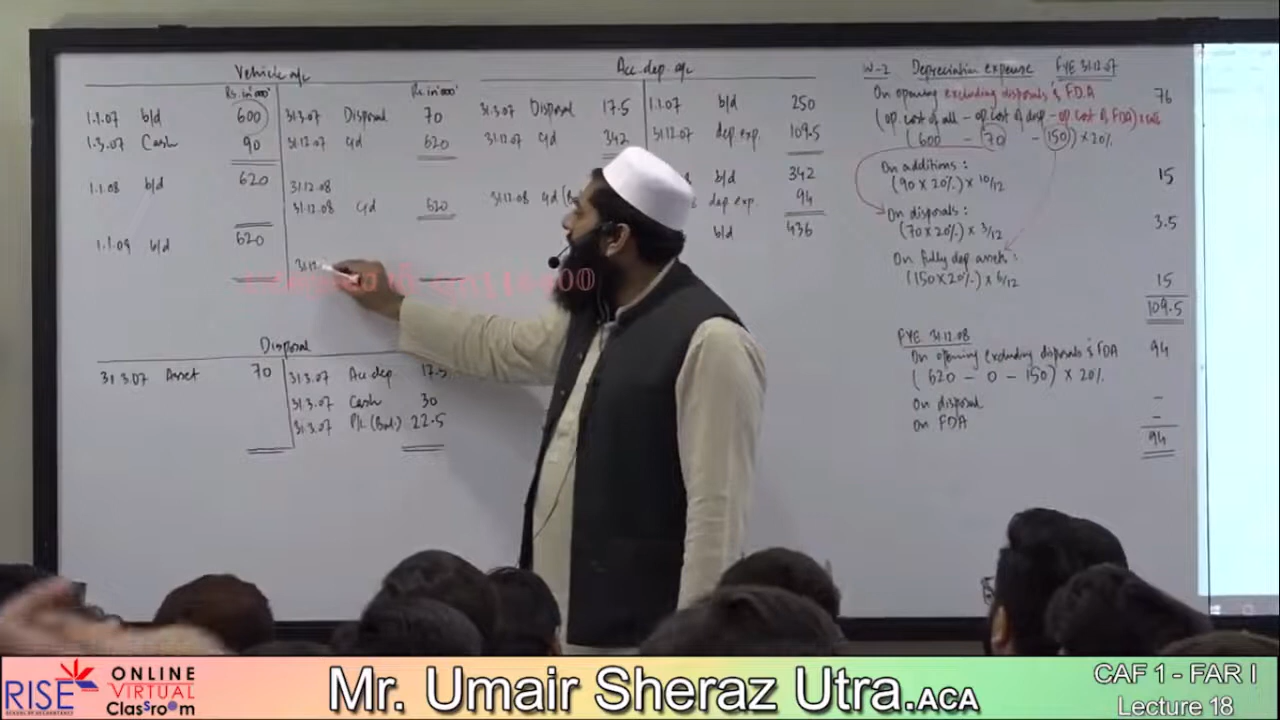 Vehicle a/c
Rs. in '000' Rs. in '000'
1.1.07 b/d 600 31.3.07 Disposal 70
1.3.07 Cash 90 31.12.07 c/d 620
1.1.08 b/d 620 31.12.08
31.12.08 c/d 620
1.1.09 b/d 620
31.12
Acc. dep. a/c
31.3.07 Disposal 17.5 1.1.07 b/d 250
31.12.07 c/d 342 31.12.07 dep. exp. 109.5
b/d 342
31.12.08 c/d dep. exp. 94
b/d 436
Disposal
31.3.07 Asset 70 31.3.07 Acc dep. 17.5
31.3.07 Cash 30
31.3.07 P/L (Bal.) 22.5
W-2 Depreciation expense FYE 31.12.07
On opening excluding disposals & FDA 76
(op. cost of all - op. cost of disp - op. cost of FDA) x
(600 - 70 - 150) x 20%
On additions:
(90 x 20%) x 10/12 15
On disposals:
(70 x 20%) x 3/12 3.5
On fully dep assets:
(150 x 20%) x 6/12 15
109.5
FYE 31.12.08
On opening excluding disposals & FDA 94
(620 - 0 - 150) x 20%
On disposal -
On FDA -
94
RISE ONLINE VIRTUAL ClassroOm
Mr. Umair Sheraz Utra.ACA
CAF 1 - FAR I
Lecture 18